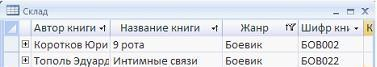 Склад
Автор книги Название книги Жанр Шифр кни К
Коротков Юри 9 рота Боевик БОВ002
Тополь Эдуард Интимные связи Боевик БОВ022